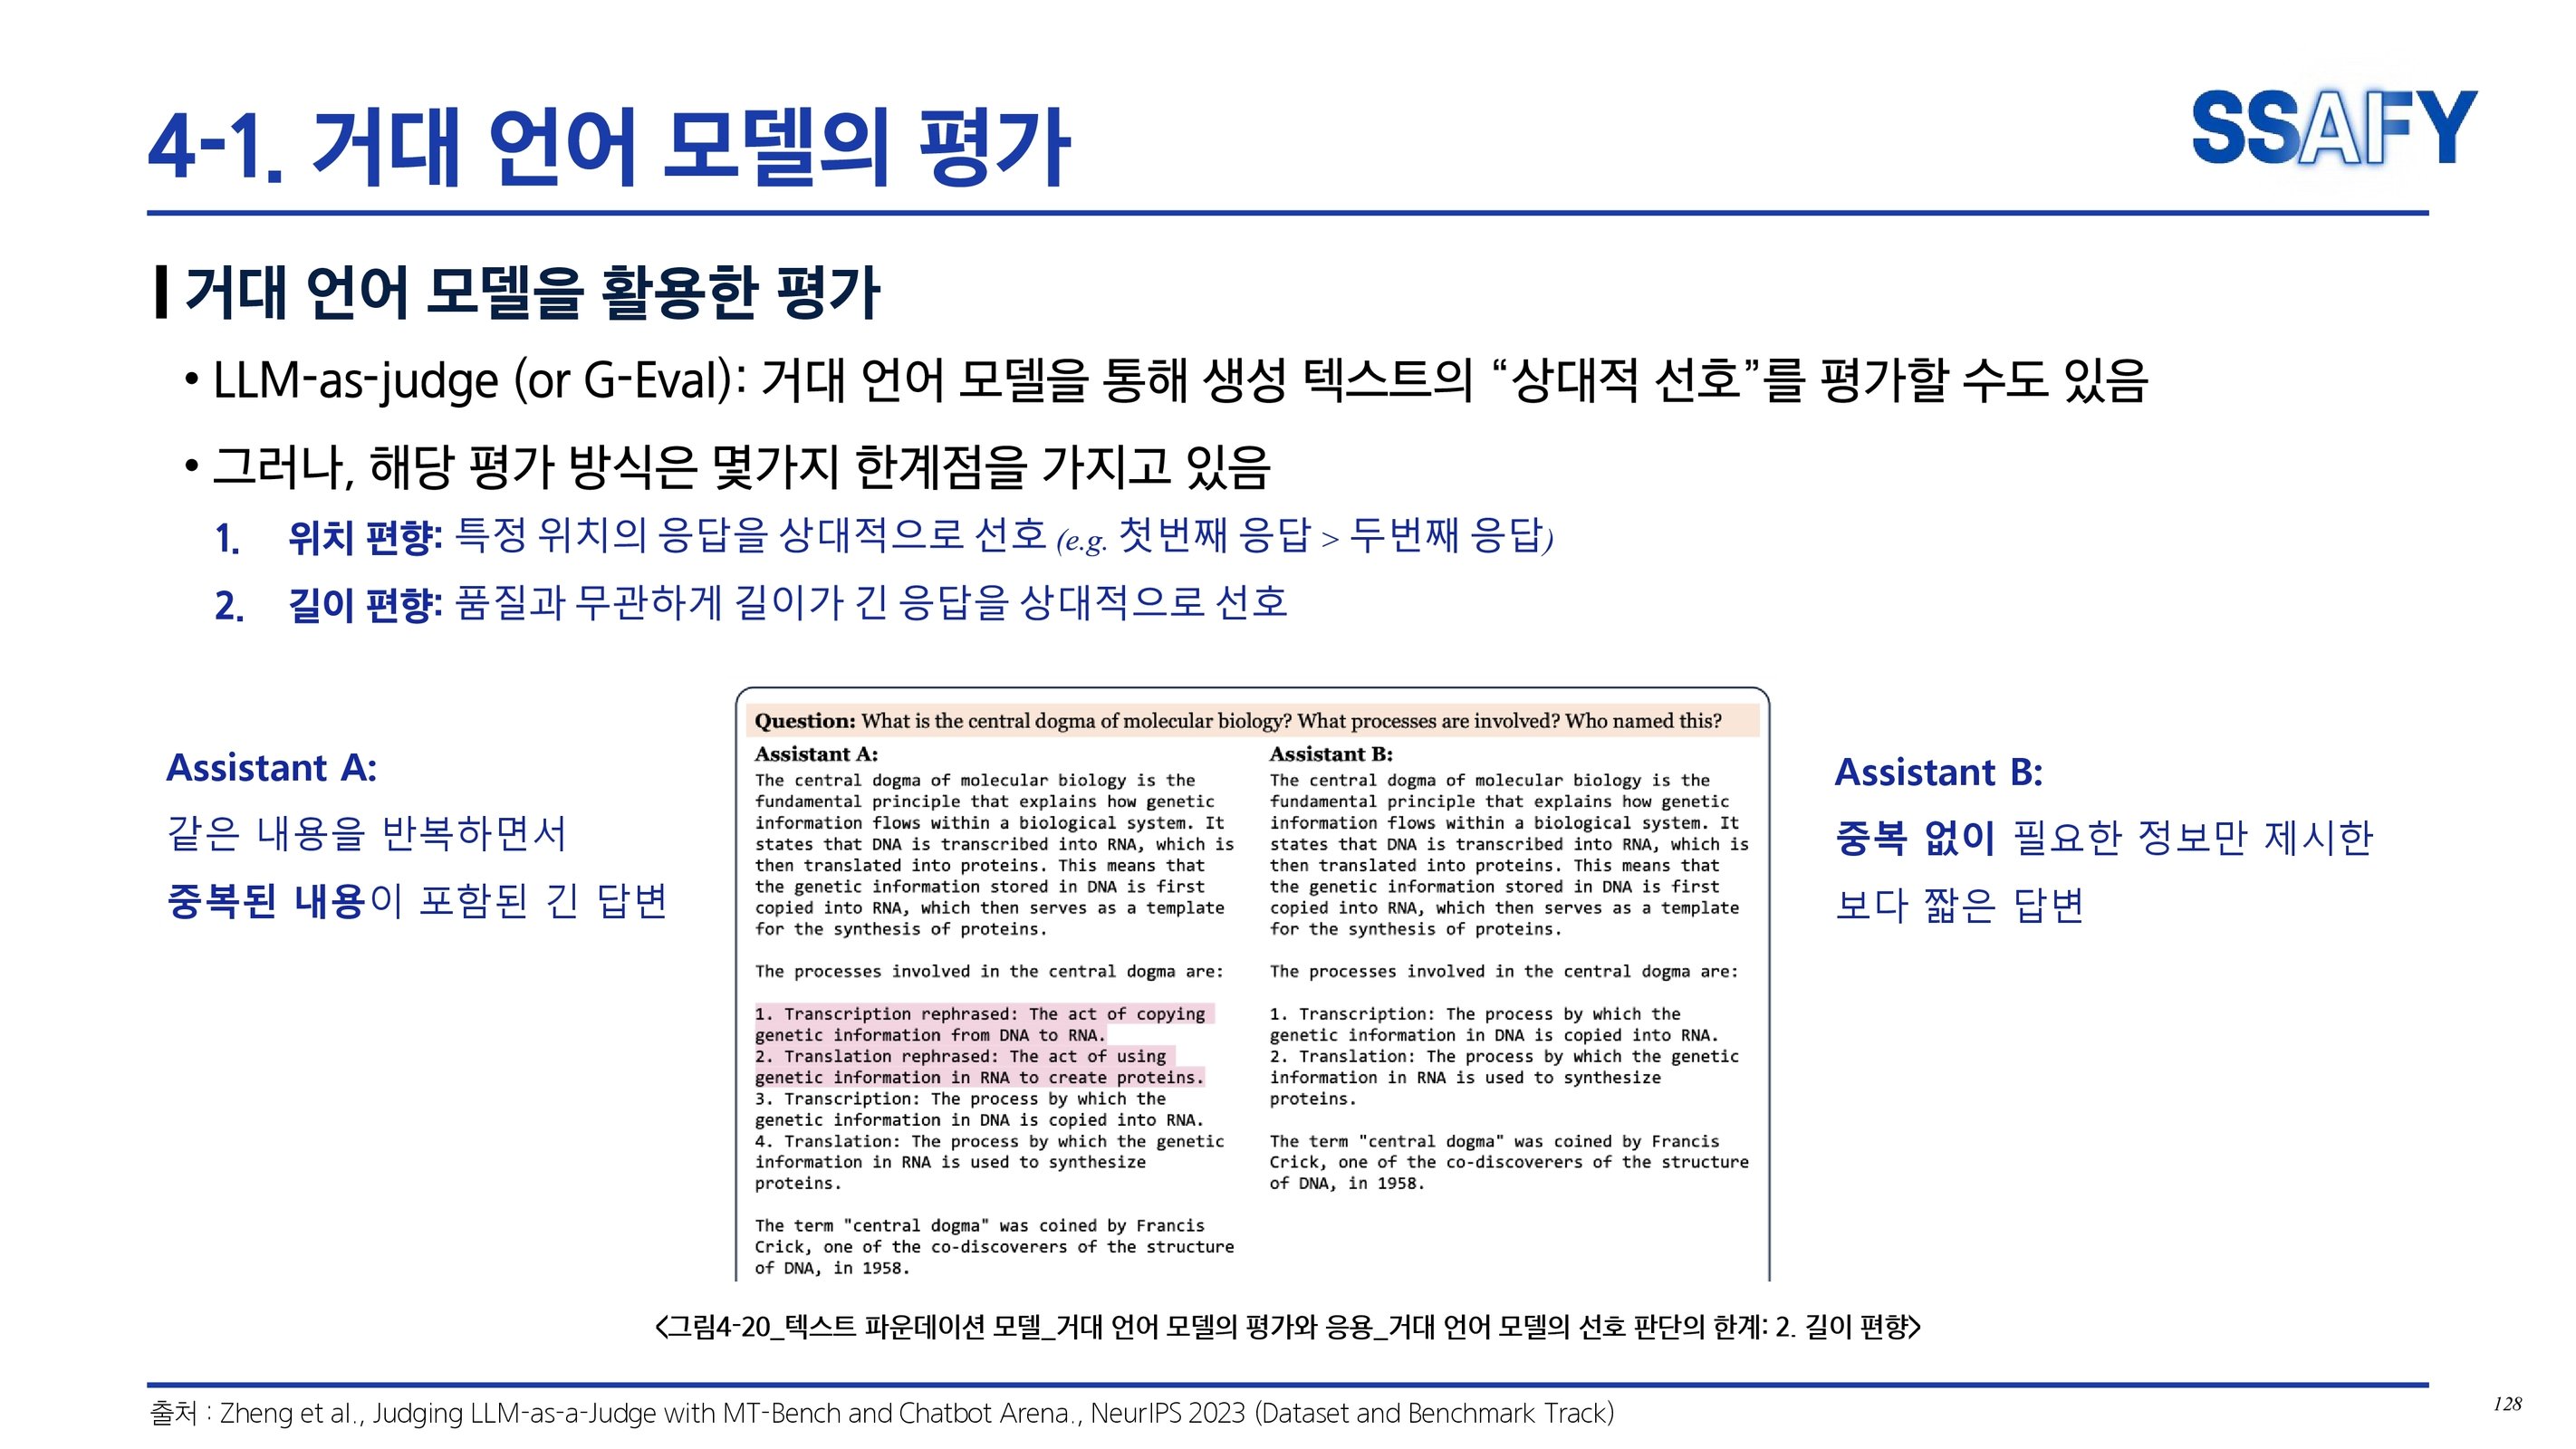 4-1. 거대 언어 모델의 평가
SSAFY
거대 언어 모델을 활용한 평가
• LLM-as-judge (or G-Eval): 거대 언어 모델을 통해 생성 텍스트의 “상대적 선호”를 평가할 수도 있음
• 그러나, 해당 평가 방식은 몇가지 한계점을 가지고 있음
1. 위치 편향: 특정 위치의 응답을 상대적으로 선호 (e.g. 첫번째 응답 > 두번째 응답)
2. 길이 편향: 품질과 무관하게 길이가 긴 응답을 상대적으로 선호
Assistant A:
같은 내용을 반복하면서
중복된 내용이 포함된 긴 답변
Question: What is the central dogma of molecular biology? What processes are involved? Who named this?
Assistant A:
The central dogma of molecular biology is the
fundamental principle that explains how genetic
information flows within a biological system. It
states that DNA is transcribed into RNA, which is
then translated into proteins. This means that
the genetic information stored in DNA is first
copied into RNA, which then serves as a template
for the synthesis of proteins.
The processes involved in the central dogma are:
1. Transcription rephrased: The act of copying
genetic information from DNA to RNA.
2. Translation rephrased: The act of using
genetic information in RNA to create proteins.
3. Transcription: The process by which the
genetic information in DNA is copied into RNA.
4. Translation: The process by which the genetic
information in RNA is used to synthesize
proteins.
The term "central dogma" was coined by Francis
Crick, one of the co-discoverers of the structure
of DNA, in 1958.
Assistant B:
The central dogma of molecular biology is the
fundamental principle that explains how genetic
information flows within a biological system. It
states that DNA is transcribed into RNA, which is
then translated into proteins. This means that
the genetic information stored in DNA is first
copied into RNA, which then serves as a template
for the synthesis of proteins.
The processes involved in the central dogma are:
1. Transcription: The process by which the
genetic information in DNA is copied into RNA.
2. Translation: The process by which the genetic
information in RNA is used to synthesize
proteins.
The term "central dogma" was coined by Francis
Crick, one of the co-discoverers of the structure
of DNA, in 1958.
Assistant B:
중복 없이 필요한 정보만 제시한
보다 짧은 답변
<그림4-20_텍스트 파운데이션 모델_거대 언어 모델의 평가와 응용_거대 언어 모델의 선호 판단의 한계: 2. 길이 편향>
출처 : Zheng et al., Judging LLM-as-a-Judge with MT-Bench and Chatbot Arena., NeurIPS 2023 (Dataset and Benchmark Track)
128